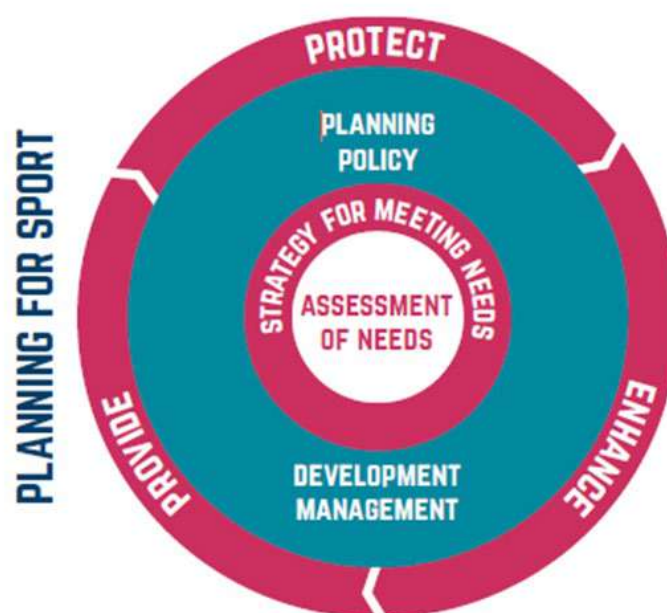 PLANNING FOR SPORT
PROTECT
PLANNING
POLICY
STRATEGY FOR MEETING NEEDS
ASSESSMENT
OF NEEDS
PROVIDE
ENHANCE
DEVELOPMENT
MANAGEMENT